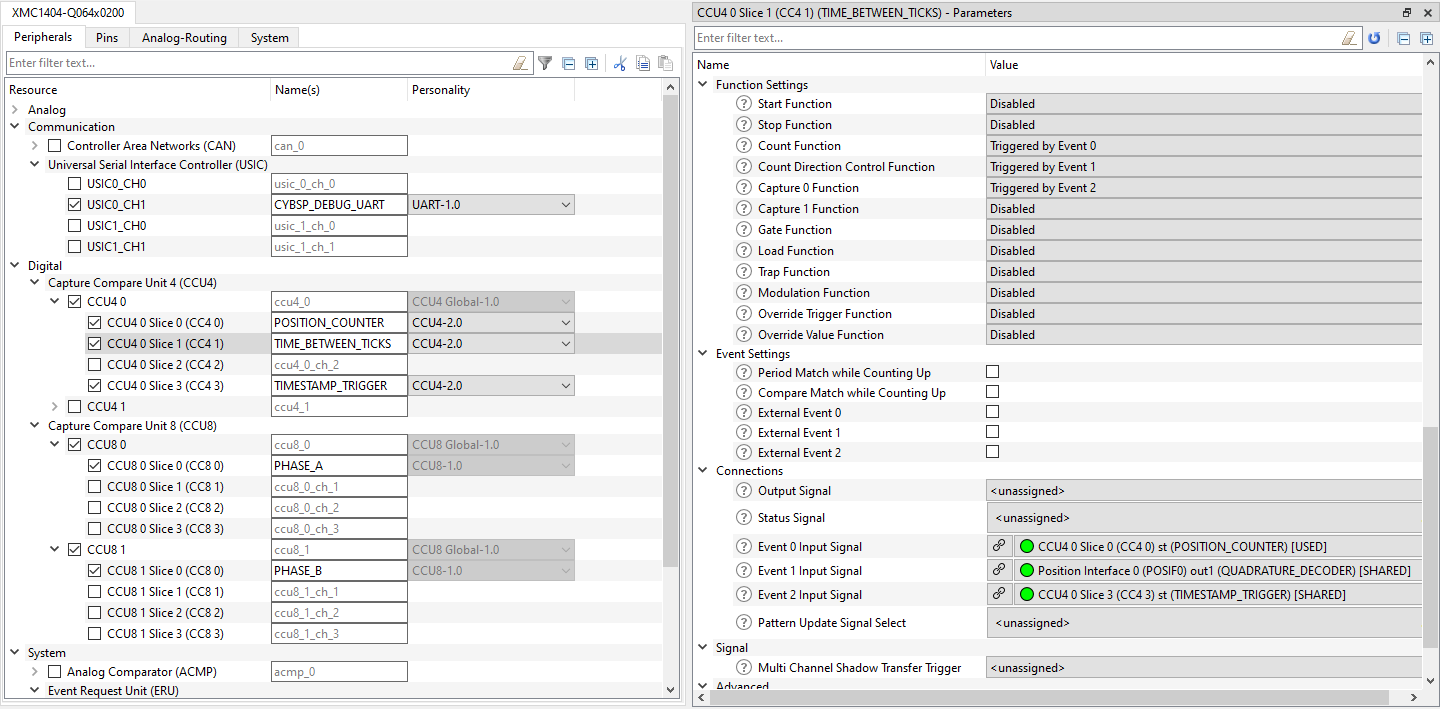 XMC1404-Q064x0200
Peripherals Pins Analog-Routing System
Enter filter text...
Resource Name(s) Personality
Analog
Communication
Controller Area Networks (CAN) can_0
Universal Serial Interface Controller (USIC)
USIC0_CH0 usic_0_ch_0
USIC0_CH1 CYBSP_DEBUG_UART UART-1.0
USIC1_CH0 usic_1_ch_0
USIC1_CH1 usic_1_ch_1
Digital
Capture Compare Unit 4 (CCU4)
CCU4 0 ccu4_0 CCU4 Global-1.0
CCU4 0 Slice 0 (CC4 0) POSITION_COUNTER CCU4-2.0
CCU4 0 Slice 1 (CC4 1) TIME_BETWEEN_TICKS CCU4-2.0
CCU4 0 Slice 2 (CC4 2) ccu4_0_ch_2
CCU4 0 Slice 3 (CC4 3) TIMESTAMP_TRIGGER CCU4-2.0
CCU4 1 ccu4_1
Capture Compare Unit 8 (CCU8)
CCU8 0 ccu8_0 CCU8 Global-1.0
CCU8 0 Slice 0 (CC8 0) PHASE_A CCU8-1.0
CCU8 0 Slice 1 (CC8 1) ccu8_0_ch_1
CCU8 0 Slice 2 (CC8 2) ccu8_0_ch_2
CCU8 0 Slice 3 (CC8 3) ccu8_0_ch_3
CCU8 1 ccu8_1 CCU8 Global-1.0
CCU8 1 Slice 0 (CC8 0) PHASE_B CCU8-1.0
CCU8 1 Slice 1 (CC8 1) ccu8_1_ch_1
CCU8 1 Slice 2 (CC8 2) ccu8_1_ch_2
CCU8 1 Slice 3 (CC8 3) ccu8_1_ch_3
System
Analog Comparator (ACMP) acmp_0
Event Request Unit (ERU)
CCU4 0 Slice 1 (CC4 1) (TIME_BETWEEN_TICKS) - Parameters
Enter filter text...
Name Value
Function Settings
Start Function Disabled
Stop Function Disabled
Count Function Triggered by Event 0
Count Direction Control Function Triggered by Event 1
Capture 0 Function Triggered by Event 2
Capture 1 Function Disabled
Gate Function Disabled
Load Function Disabled
Trap Function Disabled
Modulation Function Disabled
Override Trigger Function Disabled
Override Value Function Disabled
Event Settings
Period Match while Counting Up
Compare Match while Counting Up
External Event 0
External Event 1
External Event 2
Connections
Output Signal <unassigned>
Status Signal <unassigned>
Event 0 Input Signal CCU4 0 Slice 0 (CC4 0) st (POSITION_COUNTER) [USED]
Event 1 Input Signal Position Interface 0 (POSIF0) out1 (QUADRATURE_DECODER) [SHARED]
Event 2 Input Signal CCU4 0 Slice 3 (CC4 3) st (TIMESTAMP_TRIGGER) [SHARED]
Pattern Update Signal Select <unassigned>
Signal
Multi Channel Shadow Transfer Trigger <unassigned>
Advanced